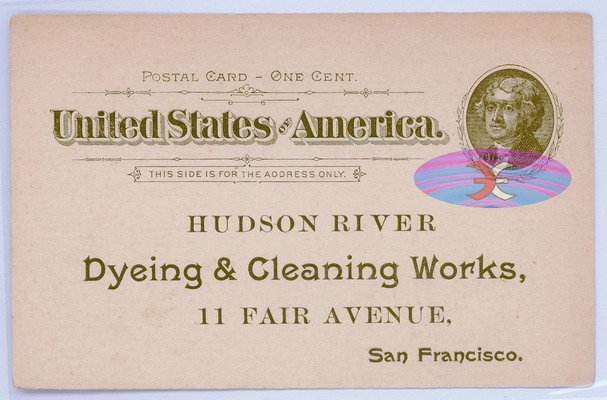 POSTAL CARD - ONE CENT.
United States of America.
THIS SIDE IS FOR THE ADDRESS ONLY.
HUDSON RIVER
Dyeing & Cleaning Works,
11 FAIR AVENUE,
San Francisco.